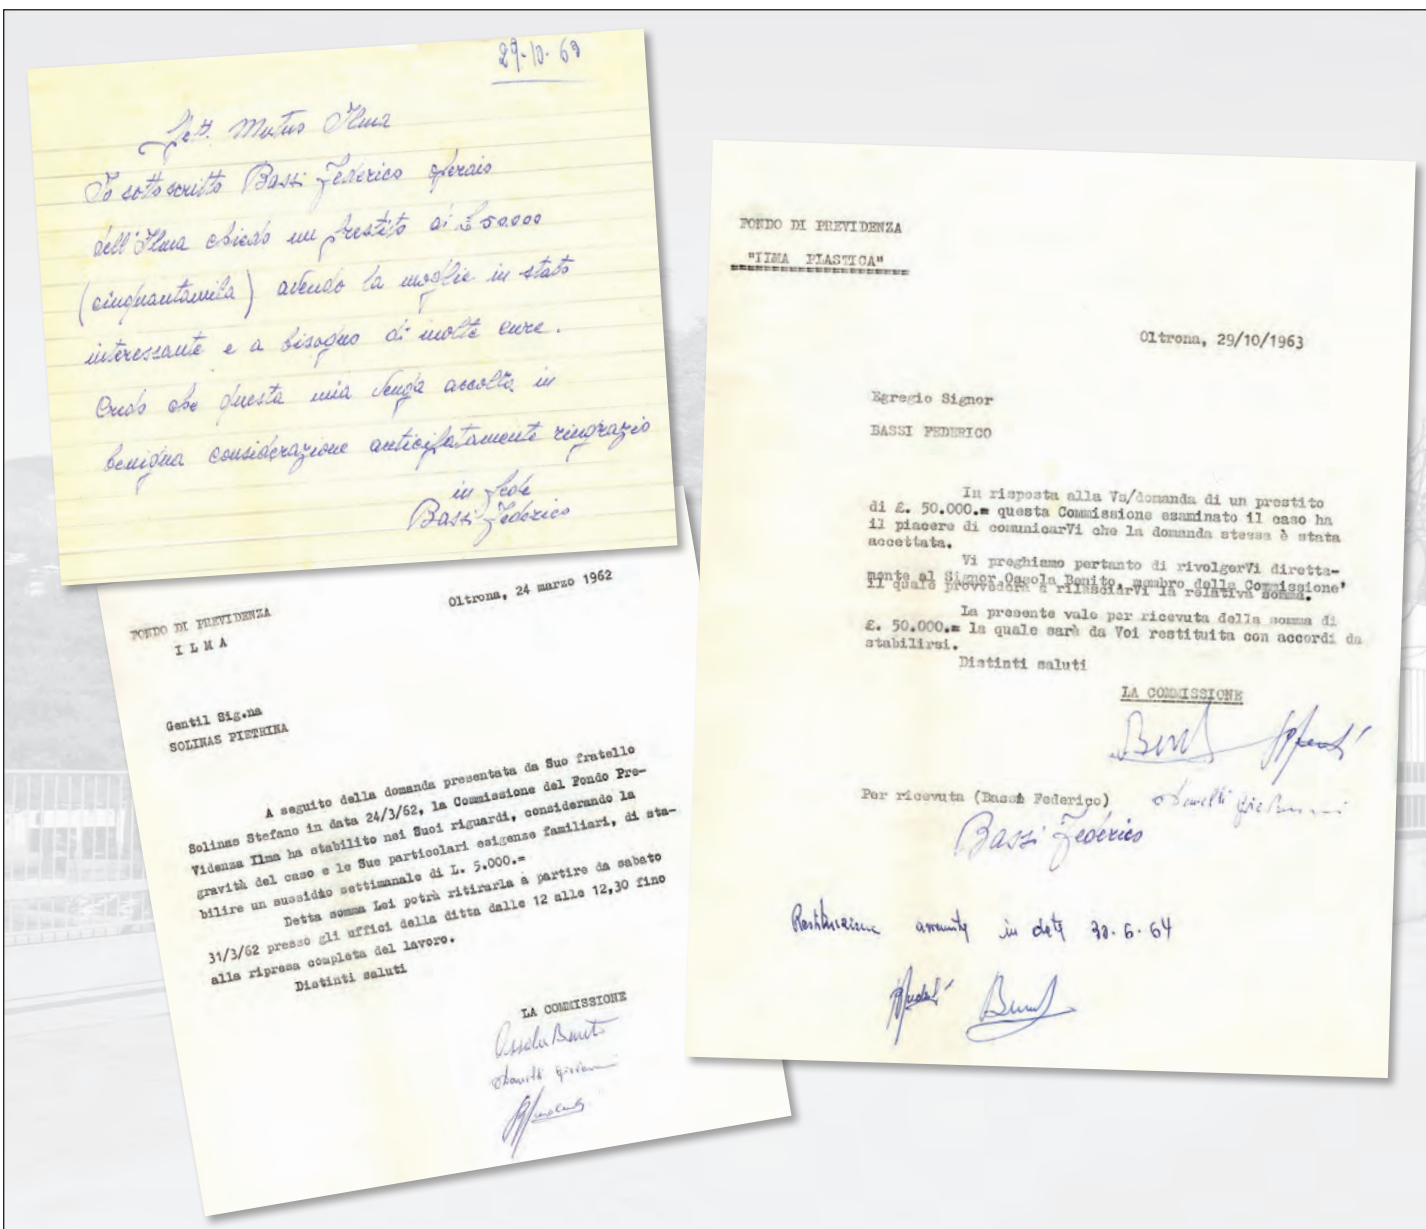 29-10-63
Sett. Mutuo Ilma
Io sottoscritto Bassi Federico operaio
dell'Ilma chiedo un prestito di £ 50.000
(cinquantamila) avendo la moglie in stato
interessante e a bisogno di molte cure.
Credo che questa mia venga accolta in
benigna considerazione anticipatamente ringrazio
in fede
Bassi Federico
FONDO DI PREVIDENZA
I L M A
Oltrona, 24 marzo 1962
Gentil Sig.na
SOLINAS PIETRINA
A seguito della domanda presentata da Suo fratello
Solinas Stefano in data 24/3/62, la Commissione del Fondo Pre-
Videnza Ilma ha stabilito nei Suoi riguardi, considerando la
gravità del caso e le Sue particolari esigenze familiari, di sta-
bilire un sussidio settimanale di L. 5.000.=
Detta somma Lei potrà ritirarla a partire da sabato
31/3/62 presso gli uffici della ditta dalle 12 alle 12,30 fino
alla ripresa completa del lavoro.
Distinti saluti
LA COMMISSIONE
Ossola Benito
FONDO DI PREVIDENZA
"IIMA PLASTICA"
Oltrona, 29/10/1963
Egregio Signor
BASSI FEDERICO
In risposta alla Vs/domanda di un prestito
di £. 50.000.= questa Commissione esaminato il caso ha
il piacere di comunicarVi che la domanda stessa è stata
accettata.
Vi preghiamo pertanto di rivolgerVi diretta-
mente al Signor Ossola Benito, membro della Commissione'
il quale provvederà a rilasciarVi la relativa somma.
La presente vale per ricevuta della somma di
£. 50.000.= la quale sarà da Voi restituita con accordi da
stabilirsi.
Distinti saluti
LA COMMISSIONE
Per ricevuta (Bassi Federico)
Bassi Federico
Restituzione avvenuta in data 30-6-64